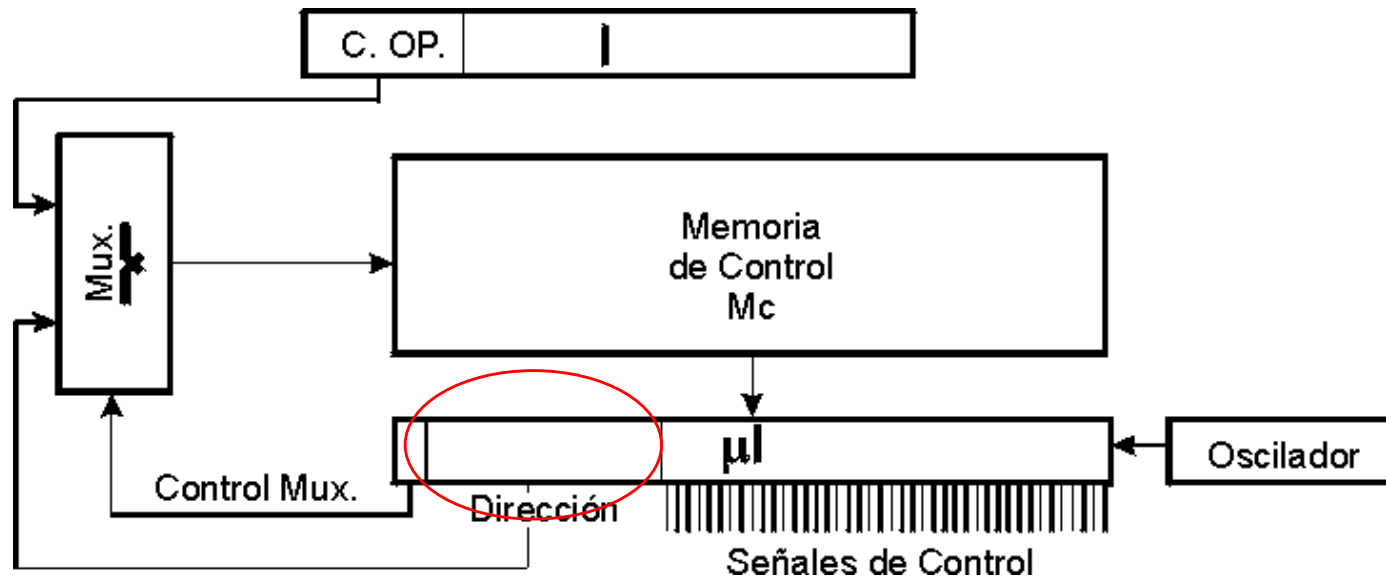 C. OP. I
Mux.
Memoria
de Control
Mc
μI
Oscilador
Control Mux.
Dirección
Señales de Control